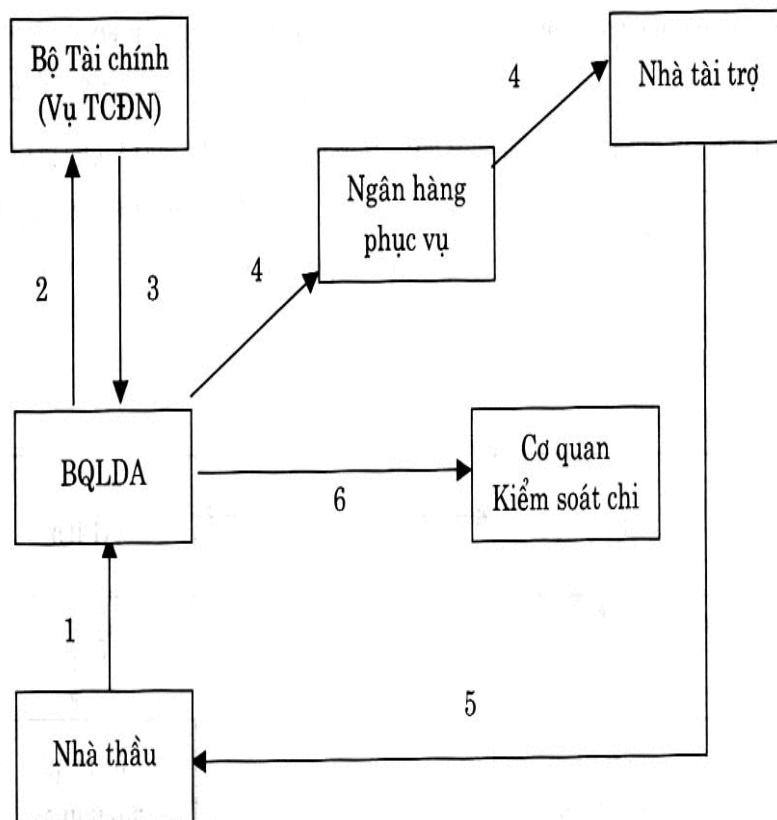 Bộ Tài chính
(Vụ TCĐN)
Nhà tài trợ
4
Ngân hàng
phục vụ
4
2
3
BQLDA
Cơ quan
Kiểm soát chi
6
1
5
Nhà thầu